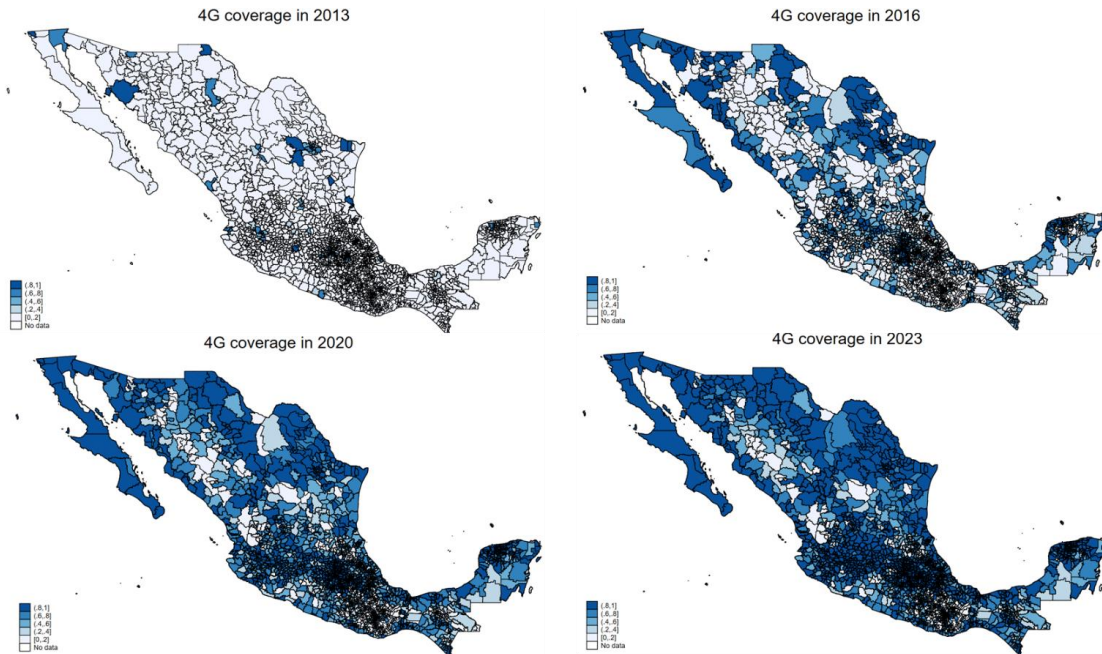 4G coverage in 2013
(.8,1]
(.6,.8]
(.4,.6]
(.2,.4]
[0,.2]
No data
4G coverage in 2016
(.8,1]
(.6,.8]
(.4,.6]
(.2,.4]
[0,.2]
No data
4G coverage in 2020
(.8,1]
(.6,.8]
(.4,.6]
(.2,.4]
[0,.2]
No data
4G coverage in 2023
(.8,1]
(.6,.8]
(.4,.6]
(.2,.4]
[0,.2]
No data